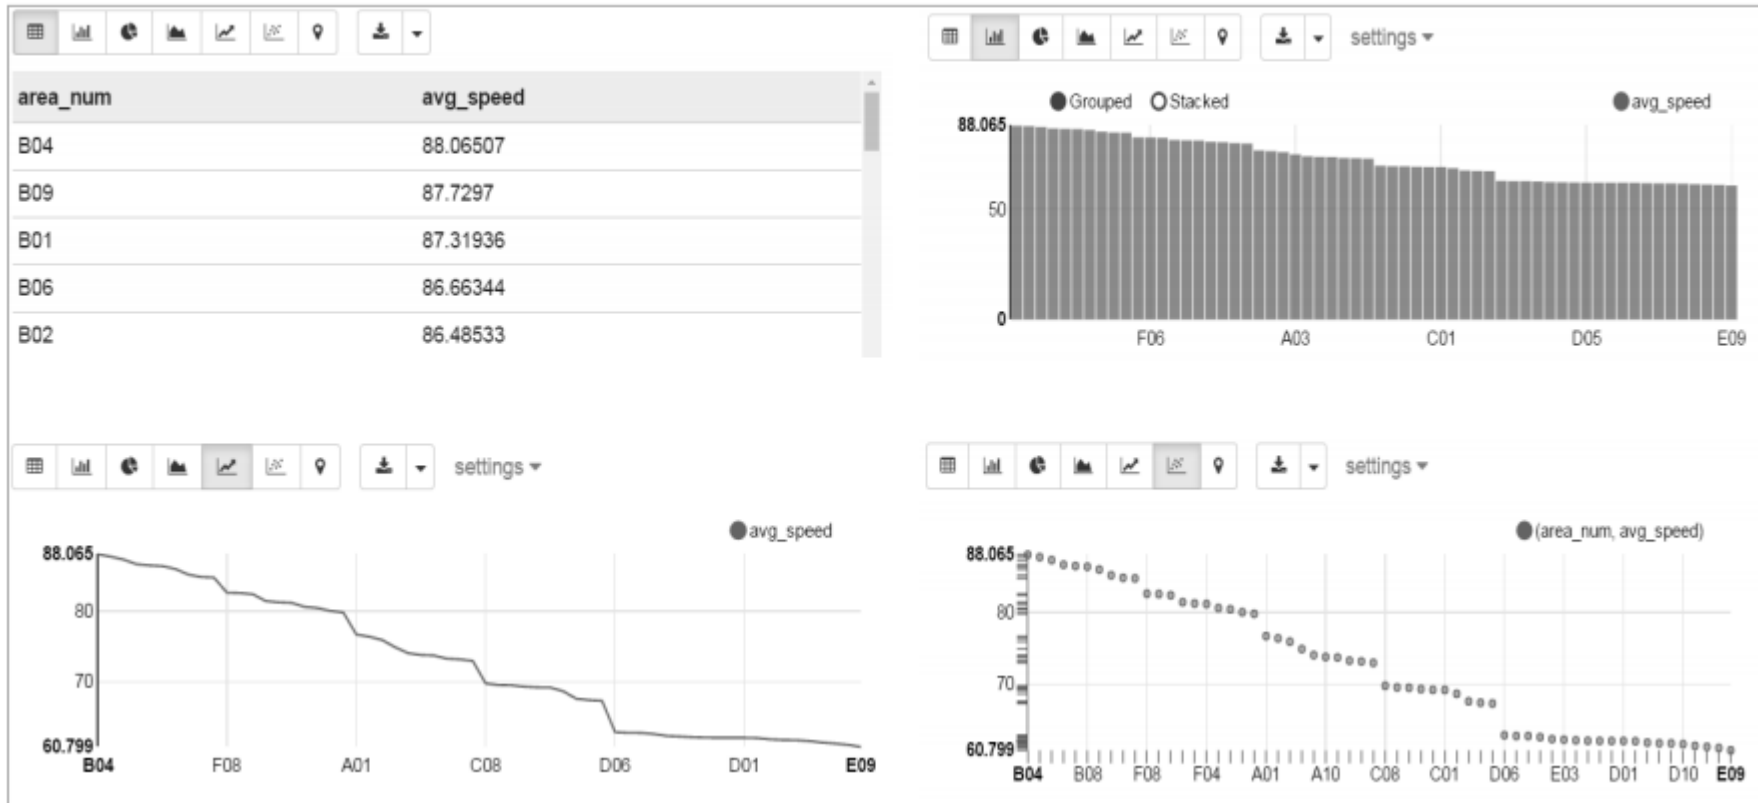 area_num avg_speed
B04 88.06507
B09 87.7297
B01 87.31936
B06 86.66344
B02 86.48533
settings
Grouped Stacked avg_speed
88.065
50
0
F06 A03 C01 D05 E09
settings
avg_speed
88.065
80
70
60.799
B04 F08 A01 C08 D06 D01 E09
settings
(area_num, avg_speed)
88.065
80
70
60.799
B04 B08 F08 F04 A01 A10 C08 C01 D06 E03 D01 D10 E09